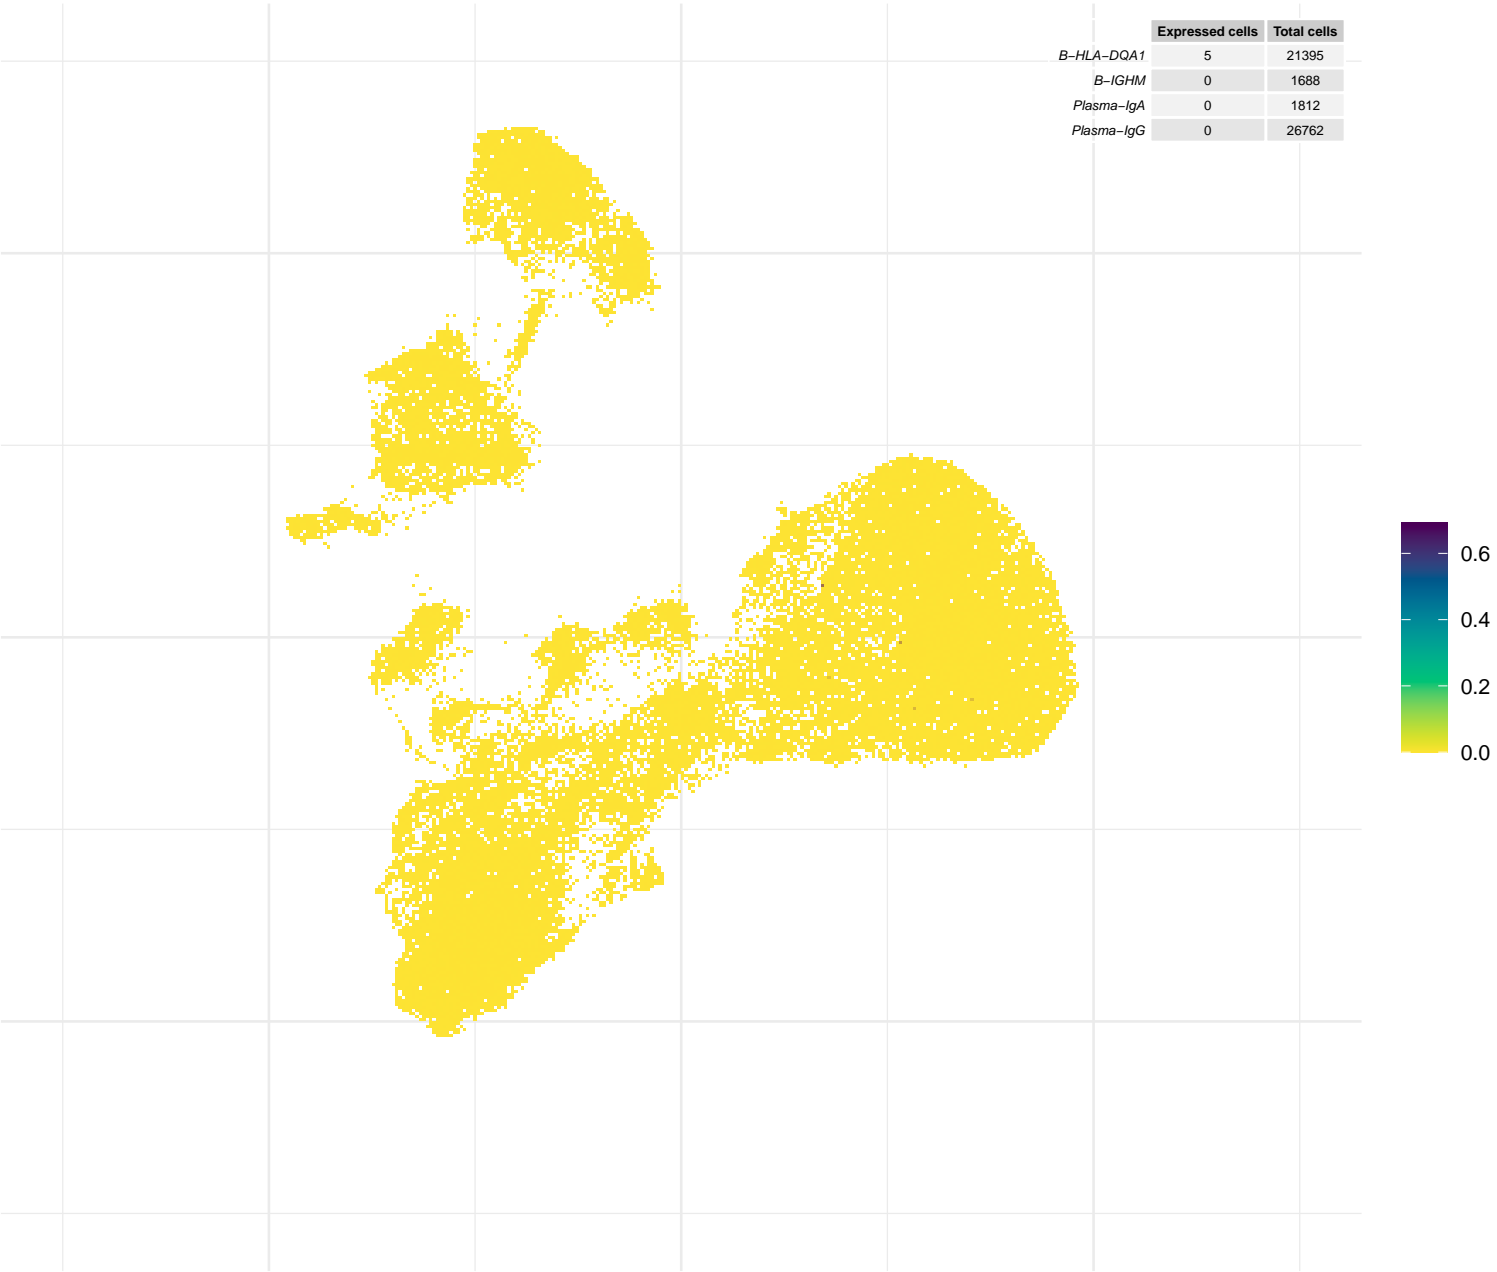 Expressed cells Total cells
B−HLA−DQA1 5 21395
B−IGHM 0 1688
Plasma−IgA 0 1812
Plasma−IgG 0 26762
0.6
0.4
0.2
0.0